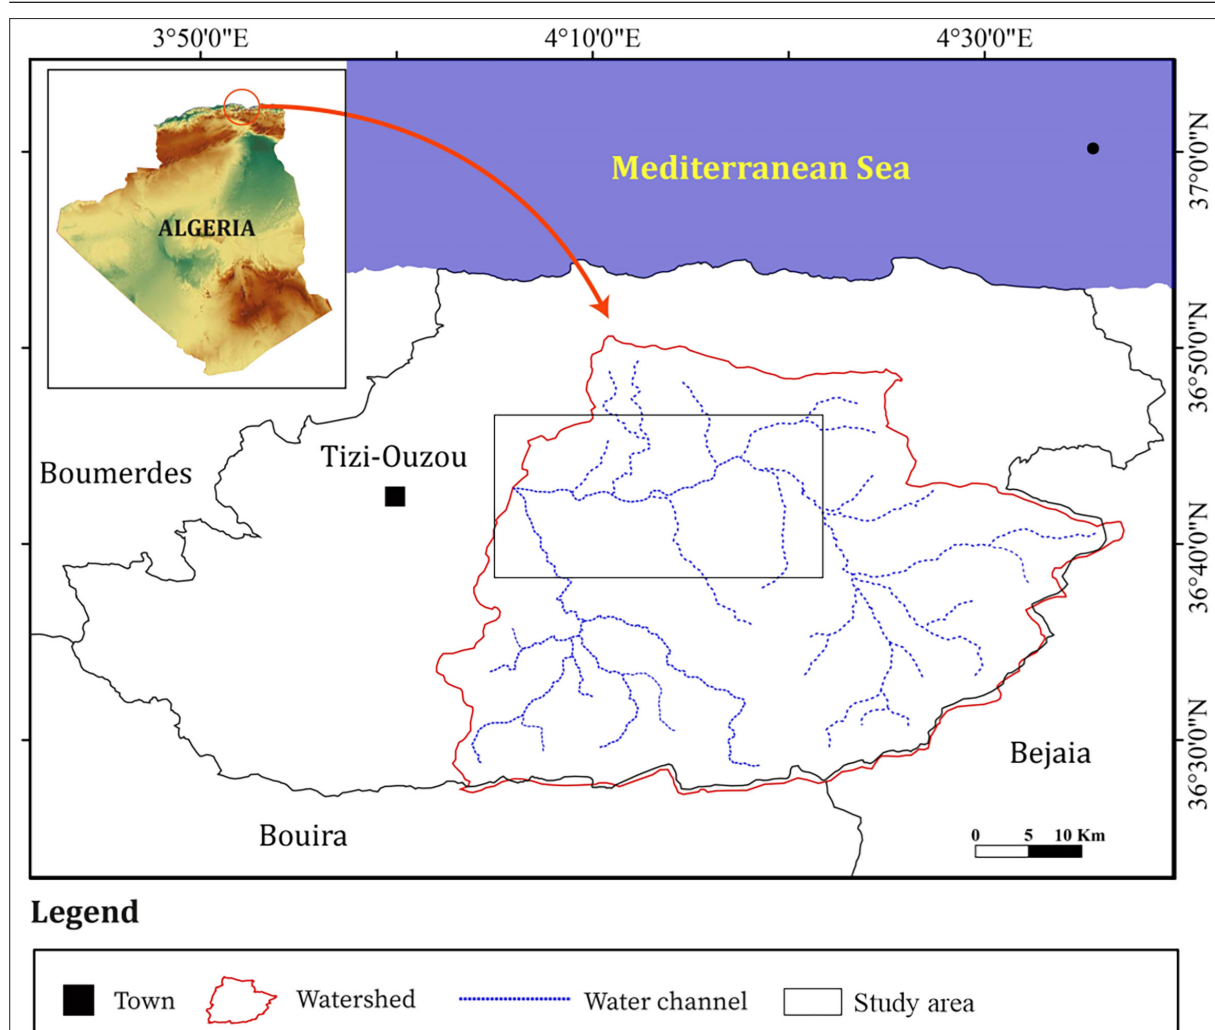 3°50'0"E 4°10'0"E 4°30'0"E
Mediterranean Sea
ALGERIA
37°0'0"N
36°50'0"N
36°40'0"N
36°30'0"N
Boumerdes
Tizi-Ouzou
Bejaia
Bouira
0 5 10 Km
Legend
Town Watershed Water channel Study area